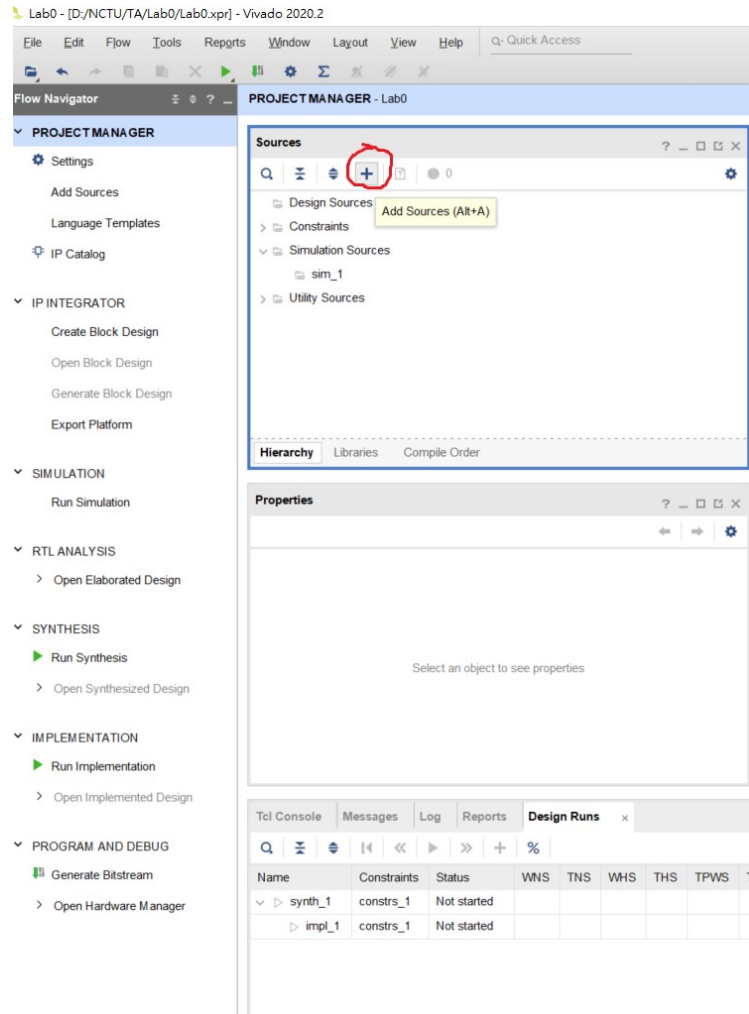 Lab0 - [D:/NCTU/TA/Lab0/Lab0.xpr] - Vivado 2020.2
File Edit Flow Tools Reports Window Layout View Help Quick Access
Flow Navigator
PROJECT MANAGER
Settings
Add Sources
Language Templates
IP Catalog
IP INTEGRATOR
Create Block Design
Open Block Design
Generate Block Design
Export Platform
SIMULATION
Run Simulation
RTL ANALYSIS
Open Elaborated Design
SYNTHESIS
Run Synthesis
Open Synthesized Design
IMPLEMENTATION
Run Implementation
Open Implemented Design
PROGRAM AND DEBUG
Generate Bitstream
Open Hardware Manager
PROJECT MANAGER - Lab0
Sources
0
Design Sources
Add Sources (Alt+A)
Constraints
Simulation Sources
sim_1
Utility Sources
Hierarchy Libraries Compile Order
Properties
Select an object to see properties
Tcl Console Messages Log Reports Design Runs
Name Constraints Status WNS TNS WHS THS TPWS
synth_1 constrs_1 Not started
impl_1 constrs_1 Not started